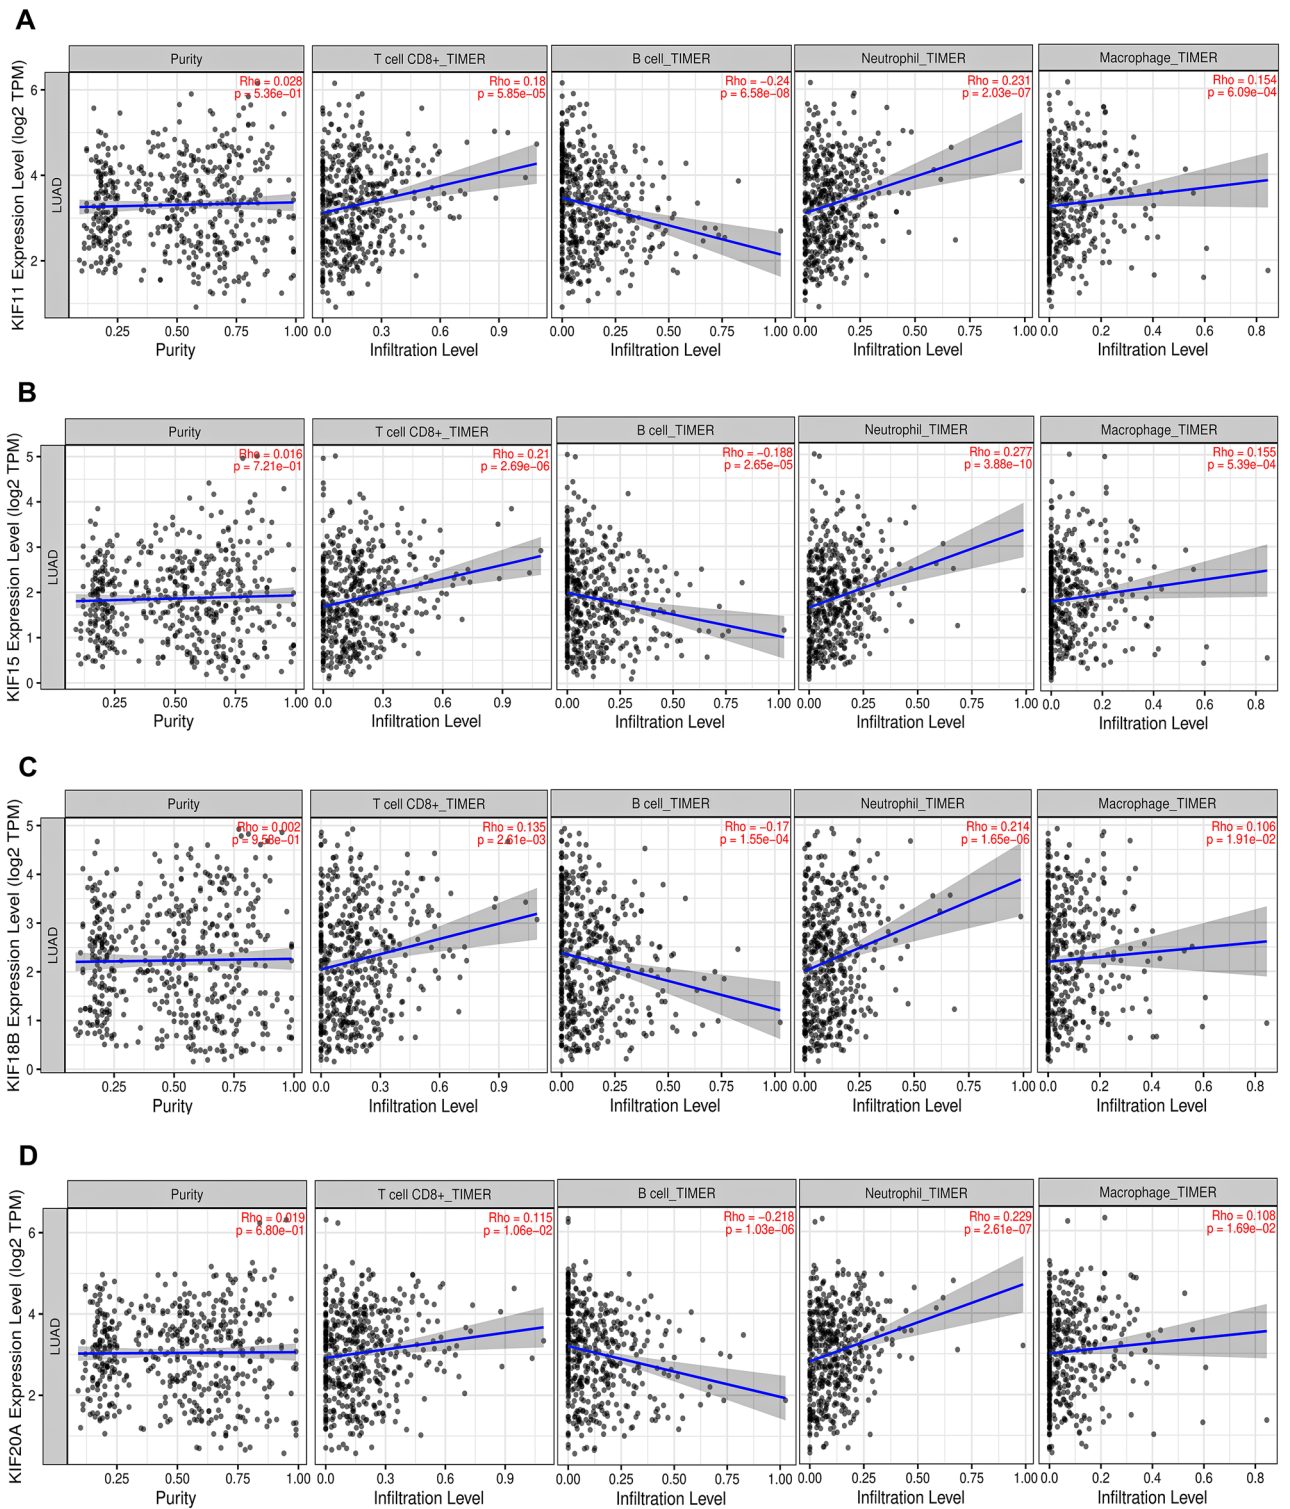 A
Purity
T cell CD8+_TIMER
B cell_TIMER
Neutrophil_TIMER
Macrophage_TIMER
KIF11 Expression Level (log2 TPM)
LUAD
Rho = 0.028
p = 5.36e-01
Rho = 0.18
p = 5.85e-05
Rho = -0.24
p = 6.58e-08
Rho = 0.231
p = 2.03e-07
Rho = 0.154
p = 6.09e-04
6
4
2
0.25 0.50 0.75 1.00
0.0 0.3 0.6 0.9
0.00 0.25 0.50 0.75 1.00
0.00 0.25 0.50 0.75 1.00
0.0 0.2 0.4 0.6 0.8
Purity
Infiltration Level
Infiltration Level
Infiltration Level
Infiltration Level
B
Purity
T cell CD8+_TIMER
B cell_TIMER
Neutrophil_TIMER
Macrophage_TIMER
KIF15 Expression Level (log2 TPM)
LUAD
Rho = 0.016
p = 7.21e-01
Rho = 0.21
p = 2.69e-06
Rho = -0.188
p = 2.65e-05
Rho = 0.277
p = 3.88e-10
Rho = 0.155
p = 5.39e-04
5
4
3
2
1
0
0.25 0.50 0.75 1.00
0.0 0.3 0.6 0.9
0.00 0.25 0.50 0.75 1.00
0.00 0.25 0.50 0.75 1.00
0.0 0.2 0.4 0.6 0.8
Purity
Infiltration Level
Infiltration Level
Infiltration Level
Infiltration Level
C
Purity
T cell CD8+_TIMER
B cell_TIMER
Neutrophil_TIMER
Macrophage_TIMER
KIF18B Expression Level (log2 TPM)
LUAD
Rho = 0.002
p = 9.58e-01
Rho = 0.135
p = 2.61e-03
Rho = -0.17
p = 1.55e-04
Rho = 0.214
p = 1.65e-06
Rho = 0.106
p = 1.91e-02
5
4
3
2
1
0
0.25 0.50 0.75 1.00
0.0 0.3 0.6 0.9
0.00 0.25 0.50 0.75 1.00
0.00 0.25 0.50 0.75 1.00
0.0 0.2 0.4 0.6 0.8
Purity
Infiltration Level
Infiltration Level
Infiltration Level
Infiltration Level
D
Purity
T cell CD8+_TIMER
B cell_TIMER
Neutrophil_TIMER
Macrophage_TIMER
KIF20A Expression Level (log2 TPM)
LUAD
Rho = 0.019
p = 6.80e-01
Rho = 0.115
p = 1.06e-02
Rho = -0.218
p = 1.03e-06
Rho = 0.229
p = 2.61e-07
Rho = 0.108
p = 1.69e-02
6
4
2
0.25 0.50 0.75 1.00
0.0 0.3 0.6 0.9
0.00 0.25 0.50 0.75 1.00
0.00 0.25 0.50 0.75 1.00
0.0 0.2 0.4 0.6 0.8
Purity
Infiltration Level
Infiltration Level
Infiltration Level
Infiltration Level